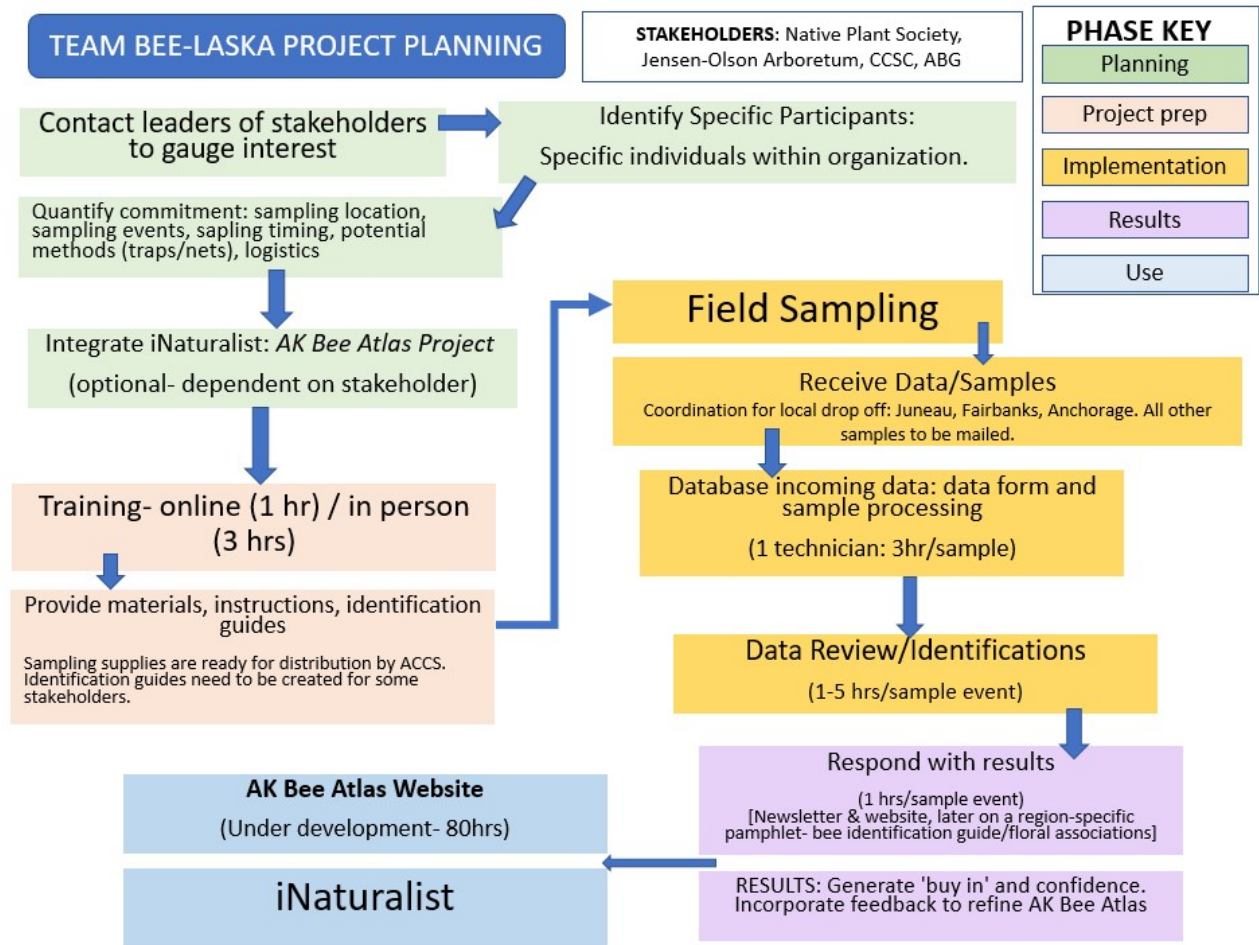 TEAM BEE-LASKA PROJECT PLANNING
STAKEHOLDERS: Native Plant Society,
Jensen-Olson Arboretum, CCSC, ABG
PHASE KEY
Planning
Project prep
Implementation
Results
Use
Contact leaders of stakeholders
to gauge interest
Identify Specific Participants:
Specific individuals within organization.
Quantify commitment: sampling location,
sampling events, sapling timing, potential
methods (traps/nets), logistics
Integrate iNaturalist: AK Bee Atlas Project
(optional- dependent on stakeholder)
Training- online (1 hr) / in person
(3 hrs)
Provide materials, instructions, identification
guides
Sampling supplies are ready for distribution by ACCS.
Identification guides need to be created for some
stakeholders.
Field Sampling
Receive Data/Samples
Coordination for local drop off: Juneau, Fairbanks, Anchorage. All other
samples to be mailed.
Database incoming data: data form and
sample processing
(1 technician: 3hr/sample)
Data Review/Identifications
(1-5 hrs/sample event)
Respond with results
(1 hrs/sample event)
[Newsletter & website, later on a region-specific
pamphlet- bee identification guide/floral associations]
RESULTS: Generate 'buy in' and confidence.
Incorporate feedback to refine AK Bee Atlas
AK Bee Atlas Website
(Under development- 80hrs)
iNaturalist